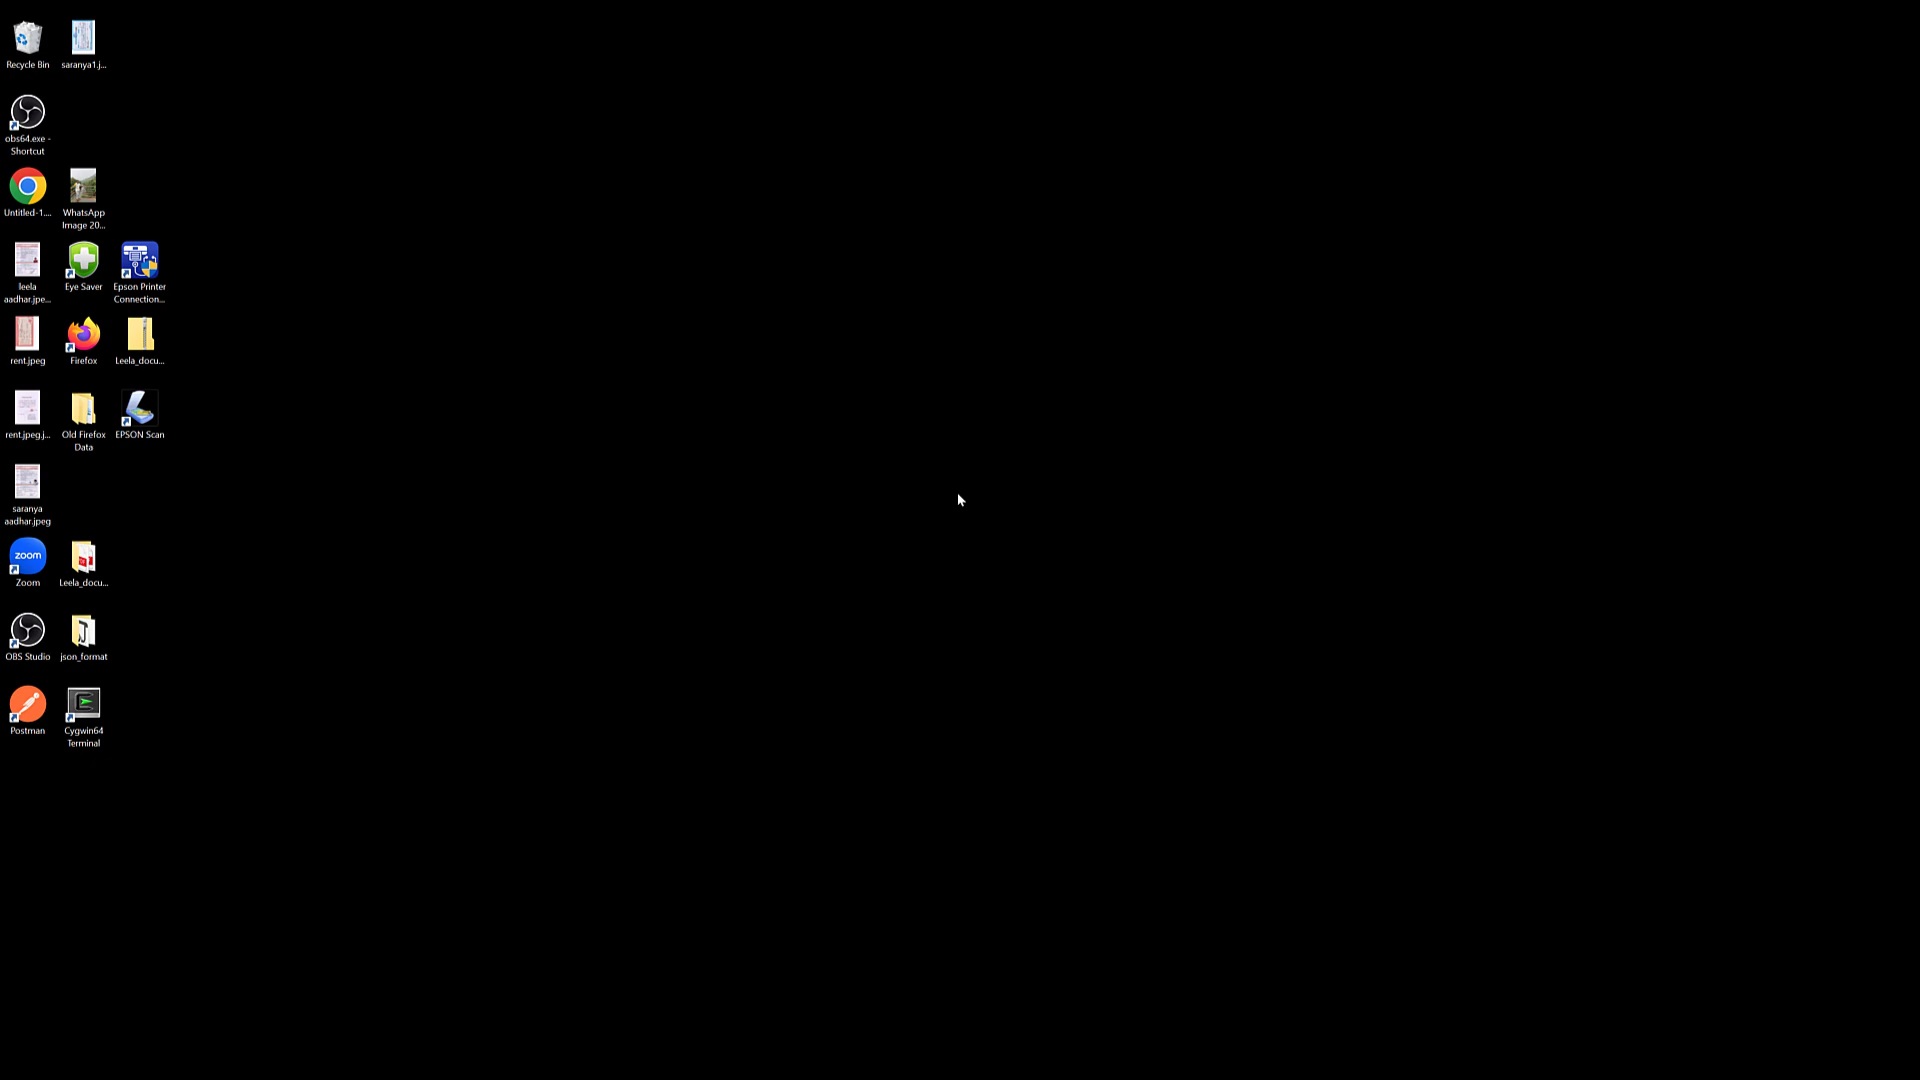 Recycle Bin
saranya1.j...
obs64.exe -
Shortcut
Untitled-1....
WhatsApp
Image 20...
leela
aadhar.jpe...
Eye Saver
Epson Printer
Connection...
rent.jpeg
Firefox
Leela_docu...
rent.jpeg.j...
Old Firefox
Data
EPSON Scan
saranya
aadhar.jpeg
zoom
Zoom
Leela_docu...
OBS Studio
json_format
Postman
Cygwin64
Terminal